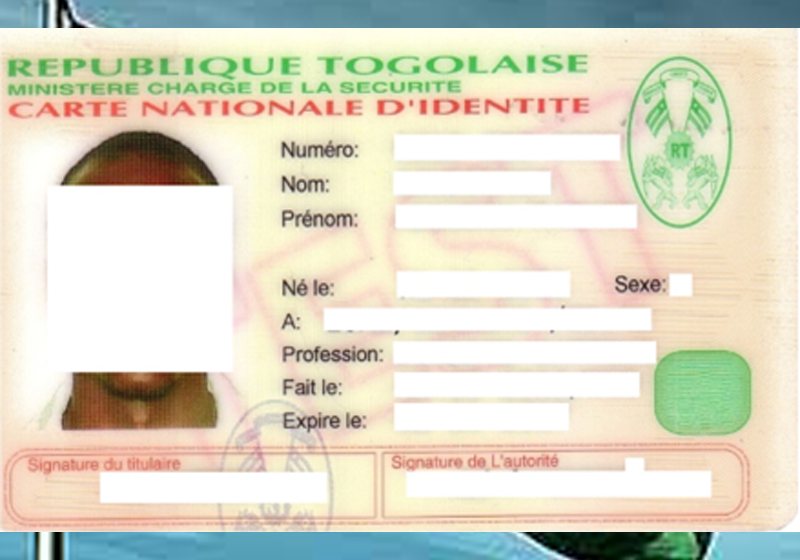 REPUBLIQUE TOGOLAISE
MINISTERE CHARGE DE LA SECURITE
CARTE NATIONALE D'IDENTITE
Numéro:
Nom:
Prénom:
RT
Né le:
Sexe:
A:
Profession:
Fait le:
Expire le:
Signature du titulaire
Signature de L'autorité